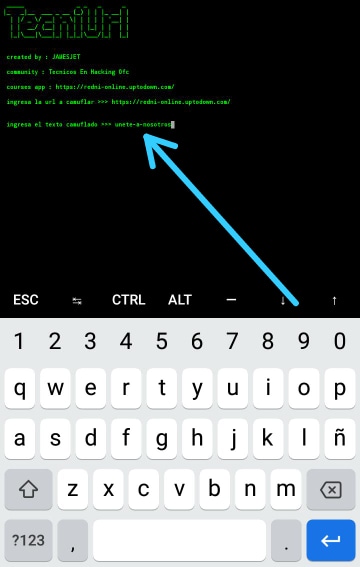 TecniUrl
created by : JAMESJET
community : Tecnicos En Hacking Ofc
courses app : https://redni-online.uptodown.com/
ingresa la url a camuflar >>> https://redni-online.uptodown.com/
ingresa el texto camuflado >>> unete-a-nosotrus
ESC ↹ CTRL ALT — ↓ ↑
1 2 3 4 5 6 7 8 9 0
q w e r t y u i o p
a s d f g h j k l ñ
z x c v b n m
?123 , .